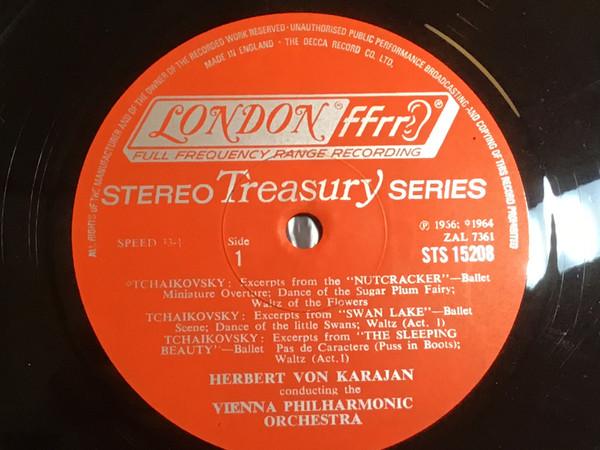 ALL RIGHTS OF THE MANUFACTURER AND OF THE OWNER OF THE RECORDED WORK RESERVED · UNAUTHORISED PUBLIC PERFORMANCE BROADCASTING AND COPYING OF THIS RECORD PROHIBITED
MADE IN ENGLAND · THE DECCA RECORD CO. LTD.
LONDON ® ffrr ®
FULL FREQUENCY RANGE RECORDING
STEREO Treasury SERIES
SPEED 33⅓
Side
1
℗ 1956; °1964
ZAL 7361
STS 15208
°TCHAIKOVSKY: Excerpts from the "NUTCRACKER"—Ballet
Miniature Overture; Dance of the Sugar Plum Fairy;
Waltz of the Flowers
TCHAIKOVSKY: Excerpts from "SWAN LAKE"—Ballet
Scene; Dance of the little Swans; Waltz (Act. 1)
TCHAIKOVSKY: Excerpts from "THE SLEEPING
BEAUTY"—Ballet Pas de Caractere (Puss in Boots);
Waltz (Act.1)
HERBERT VON KARAJAN
conducting the
VIENNA PHILHARMONIC
ORCHESTRA